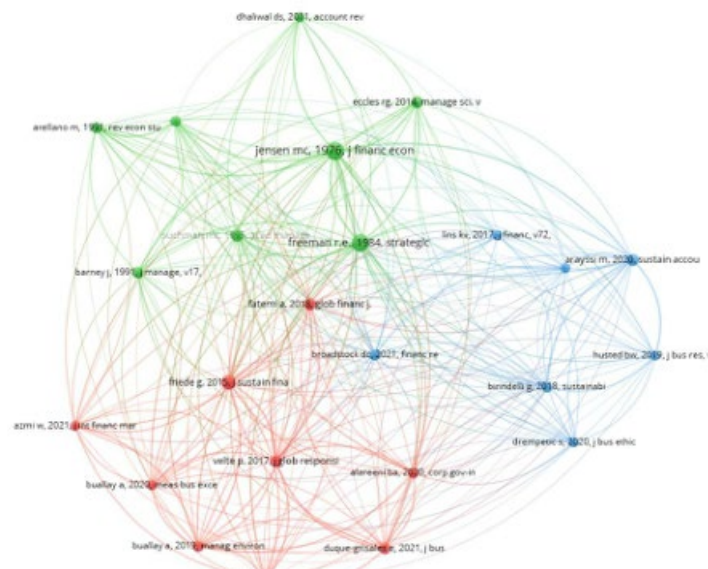 dhaliwal ds, 2011, account rev
eccles rg, 2014, manage sci, v
arellano m, 1991, rev econ stu
jensen mc, 1976, j financ econ
freeman r.e., 1984, strategic
lins kv, 2017, j financ, v72,
arayssi m, 2020, sustain accou
barney j, 1991, j manage, v17,
fatemi a, 2018, glob financ j,
broadstock dc, 2021, financ re
husted bw, 2019, j bus res,
friede g, 2015, j sustain fina
birindelli g, 2018, sustainabi
azmi w, 2021, j int financ mar
drempetic s, 2020, j bus ethic
velte p, 2017, j glob responsi
alareeni ba, 2020, corp gov-in
buallay a, 2020, meas bus exce
buallay a, 2019, manag environ
duque-grisales e, 2021, j bus